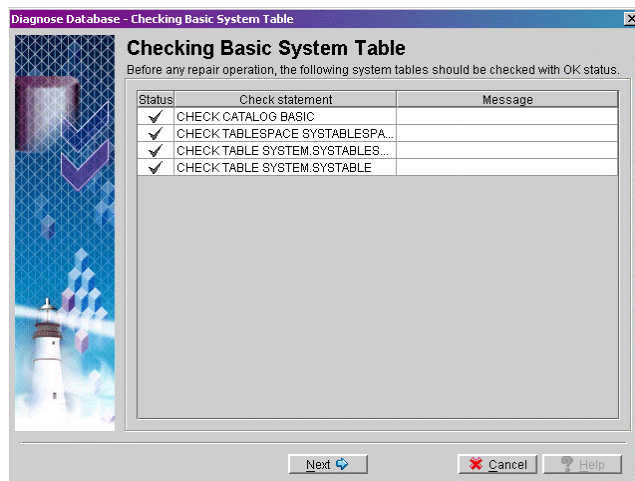 Diagnose Database - Checking Basic System Table
Checking Basic System Table
Before any repair operation, the following system tables should be checked with OK status.
Status Check statement Message
CHECK CATALOG BASIC
CHECK TABLESPACE SYSTABLESPA...
CHECK TABLE SYSTEM.SYSTABLES...
CHECK TABLE SYSTEM.SYSTABLE
Next Cancel Help